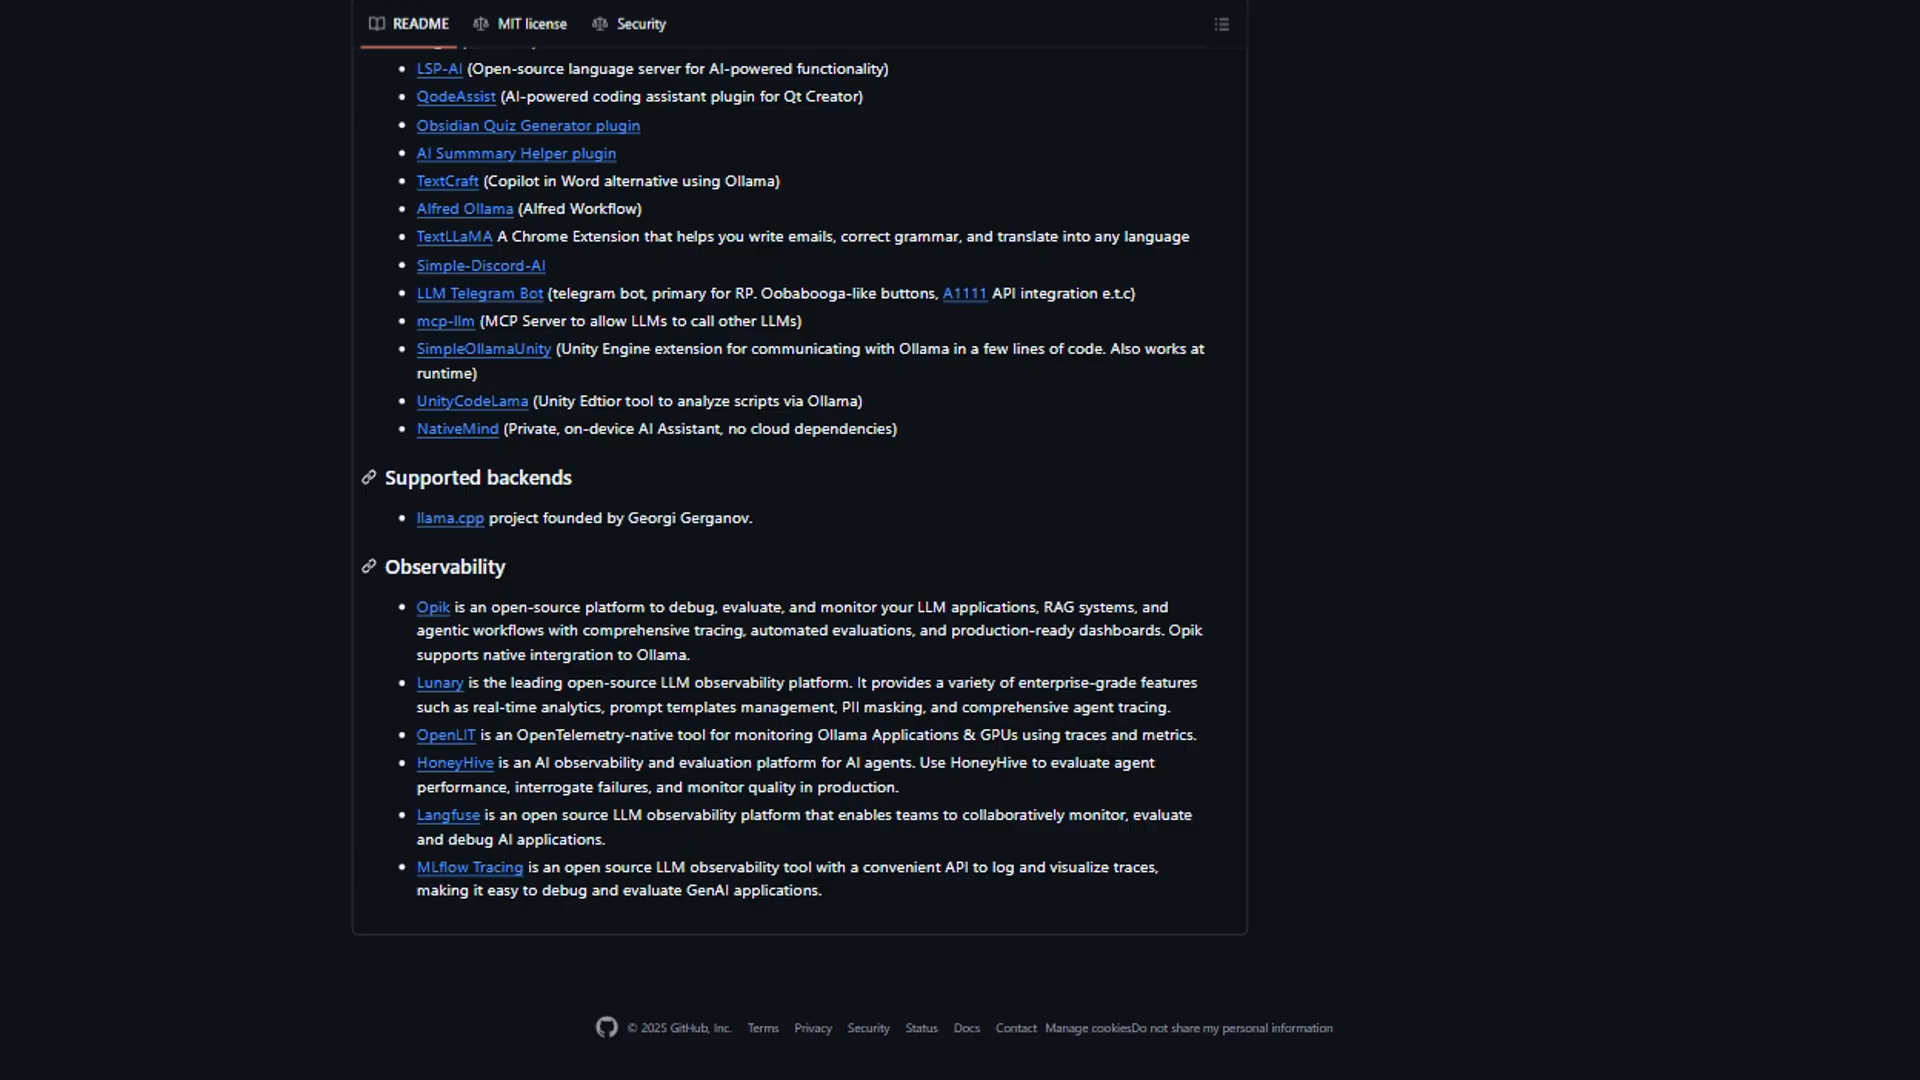 README MIT license Security
LSP-AI (Open-source language server for AI-powered functionality)
QodeAssist (AI-powered coding assistant plugin for Qt Creator)
Obsidian Quiz Generator plugin
AI Summmary Helper plugin
TextCraft (Copilot in Word alternative using Ollama)
Alfred Ollama (Alfred Workflow)
TextLLaMA A Chrome Extension that helps you write emails, correct grammar, and translate into any language
Simple-Discord-AI
LLM Telegram Bot (telegram bot, primary for RP. Oobabooga-like buttons, A1111 API integration e.t.c)
mcp-llm (MCP Server to allow LLMs to call other LLMs)
SimpleOllamaUnity (Unity Engine extension for communicating with Ollama in a few lines of code. Also works at
runtime)
UnityCodeLama (Unity Edtior tool to analyze scripts via Ollama)
NativeMind (Private, on-device AI Assistant, no cloud dependencies)
Supported backends
llama.cpp project founded by Georgi Gerganov.
Observability
Opik is an open-source platform to debug, evaluate, and monitor your LLM applications, RAG systems, and
agentic workflows with comprehensive tracing, automated evaluations, and production-ready dashboards. Opik
supports native intergration to Ollama.
Lunary is the leading open-source LLM observability platform. It provides a variety of enterprise-grade features
such as real-time analytics, prompt templates management, PII masking, and comprehensive agent tracing.
OpenLIT is an OpenTelemetry-native tool for monitoring Ollama Applications & GPUs using traces and metrics.
HoneyHive is an AI observability and evaluation platform for AI agents. Use HoneyHive to evaluate agent
performance, interrogate failures, and monitor quality in production.
Langfuse is an open source LLM observability platform that enables teams to collaboratively monitor, evaluate
and debug AI applications.
MLflow Tracing is an open source LLM observability tool with a convenient API to log and visualize traces,
making it easy to debug and evaluate GenAI applications.
© 2025 GitHub, Inc. Terms Privacy Security Status Docs Contact Manage cookies Do not share my personal information